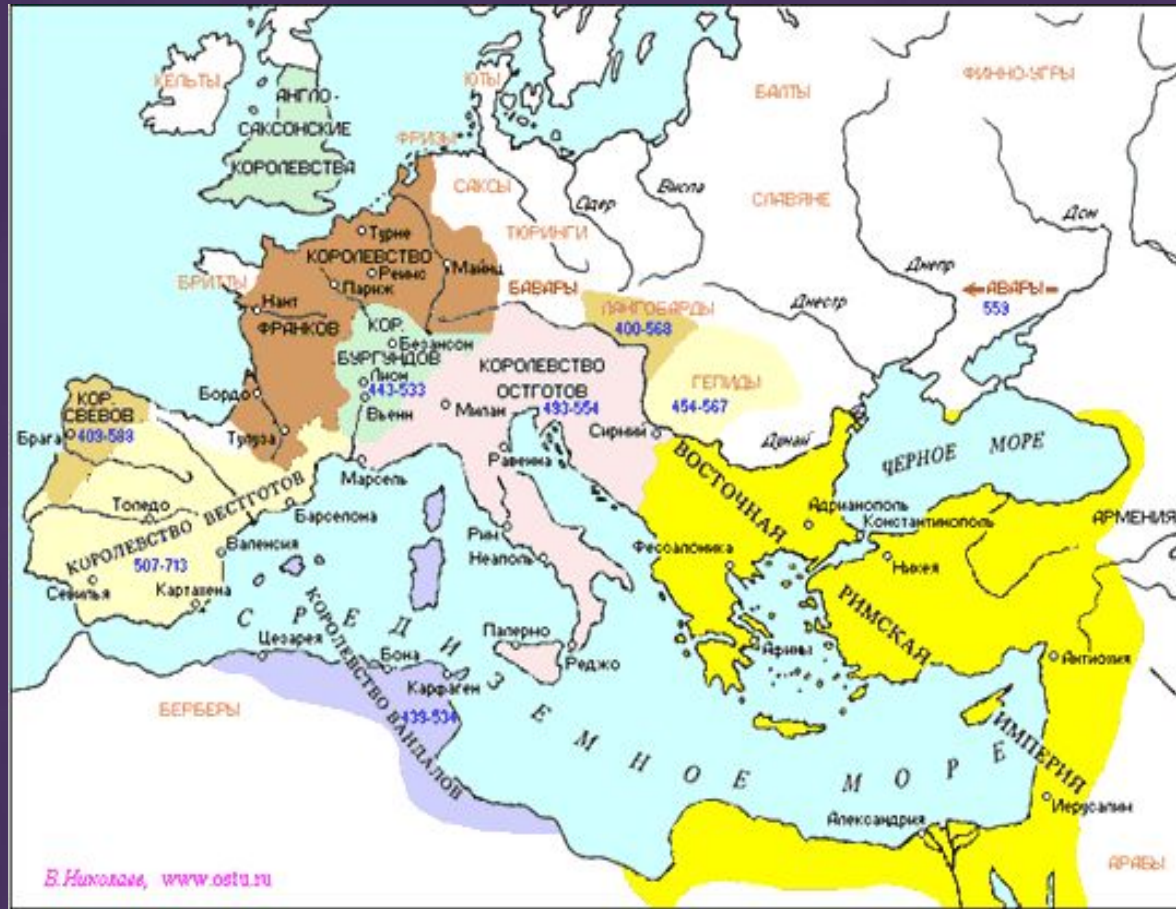 КЕЛЬТЫ
АНГЛО-
САКСОНСКИЕ
КОРОЛЕВСТВА
ЮТЫ
ФРИЗЫ
САКСЫ
ТЮРИНГИ
БАВАРЫ
БАЛТЫ
ФИННО-УГРЫ
СЛАВЯНЕ
Одер
Висла
Дон
Днепр
Днестр
АВАРЫ
559
БРИТТЫ
КОРОЛЕВСТВО
ФРАНКОВ
Турне
Реимс
Париж
Майнц
Нант
Бордо
Тулуза
КОР.
БУРГУНДОВ
443-533
Безансон
Лион
Вьенн
ЛАНГОБАРДЫ
400-568
ГЕПИДЫ
454-567
КОРОЛЕВСТВО
ОСТГОТОВ
493-554
Милан
Равенна
Сирмий
Марсель
Рим
Неаполь
Палермо
Реджо
КОР.
СВЕВОВ
409-588
Брага
КОРОЛЕВСТВО ВЕСТГОТОВ
507-713
Толедо
Барселона
Валенсия
Севилья
Картахена
Дунай
ЧЕРНОЕ МОРЕ
ВОСТОЧНАЯ
РИМСКАЯ
ИМПЕРИЯ
Адрианополь
Константинополь
Фессалоника
Никея
Афины
АРМЕНИЯ
Антиохия
Иерусалим
Александрия
АРАБЫ
СРЕДИЗЕМНОЕ МОРЕ
КОРОЛЕВСТВО ВАНДАЛОВ
439-534
Цезарея
Бона
Карфаген
БЕРБЕРЫ
В.Николаев, www.ostu.ru